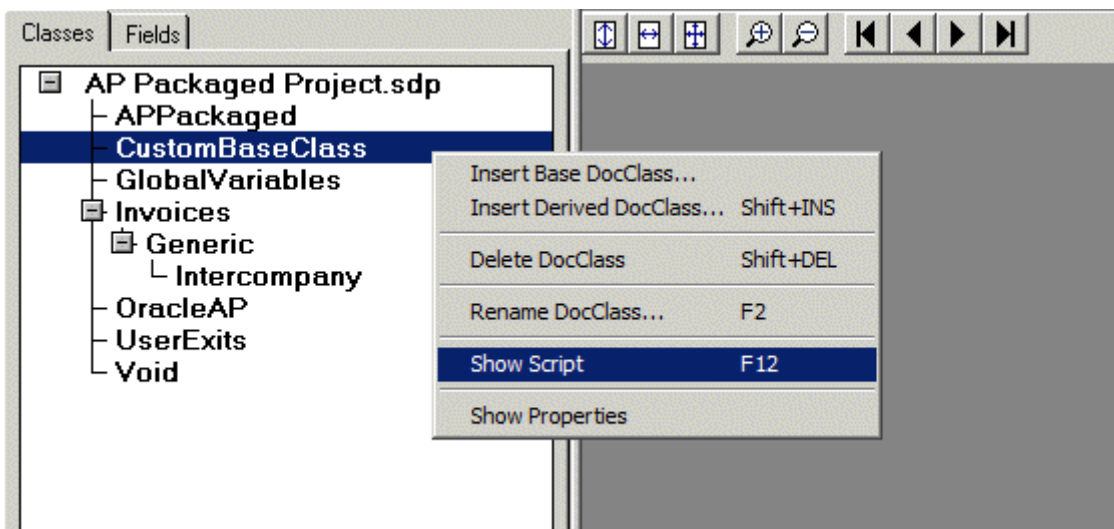 Classes Fields
AP Packaged Project.sdp
APPackaged
CustomBaseClass
GlobalVariables
Invoices
Generic
Intercompany
OracleAP
UserExits
Void
Insert Base DocClass...
Insert Derived DocClass... Shift+INS
Delete DocClass Shift+DEL
Rename DocClass... F2
Show Script F12
Show Properties